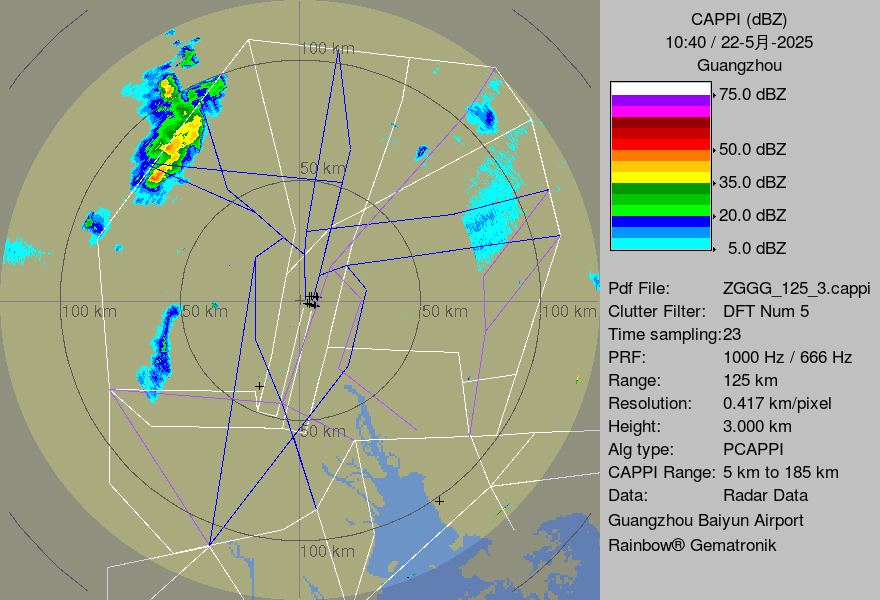 CAPPI (dBZ)
10:40 / 22-5月-2025
Guangzhou
75.0 dBZ
50.0 dBZ
35.0 dBZ
20.0 dBZ
5.0 dBZ
100 km
50 km
100 km
50 km
50 km
100 km
50 km
100 km
Pdf File: ZGGG_125_3.cappi
Clutter Filter: DFT Num 5
Time sampling:23
PRF: 1000 Hz / 666 Hz
Range: 125 km
Resolution: 0.417 km/pixel
Height: 3.000 km
Alg type: PCAPPI
CAPPI Range: 5 km to 185 km
Data: Radar Data
Guangzhou Baiyun Airport
Rainbow® Gematronik